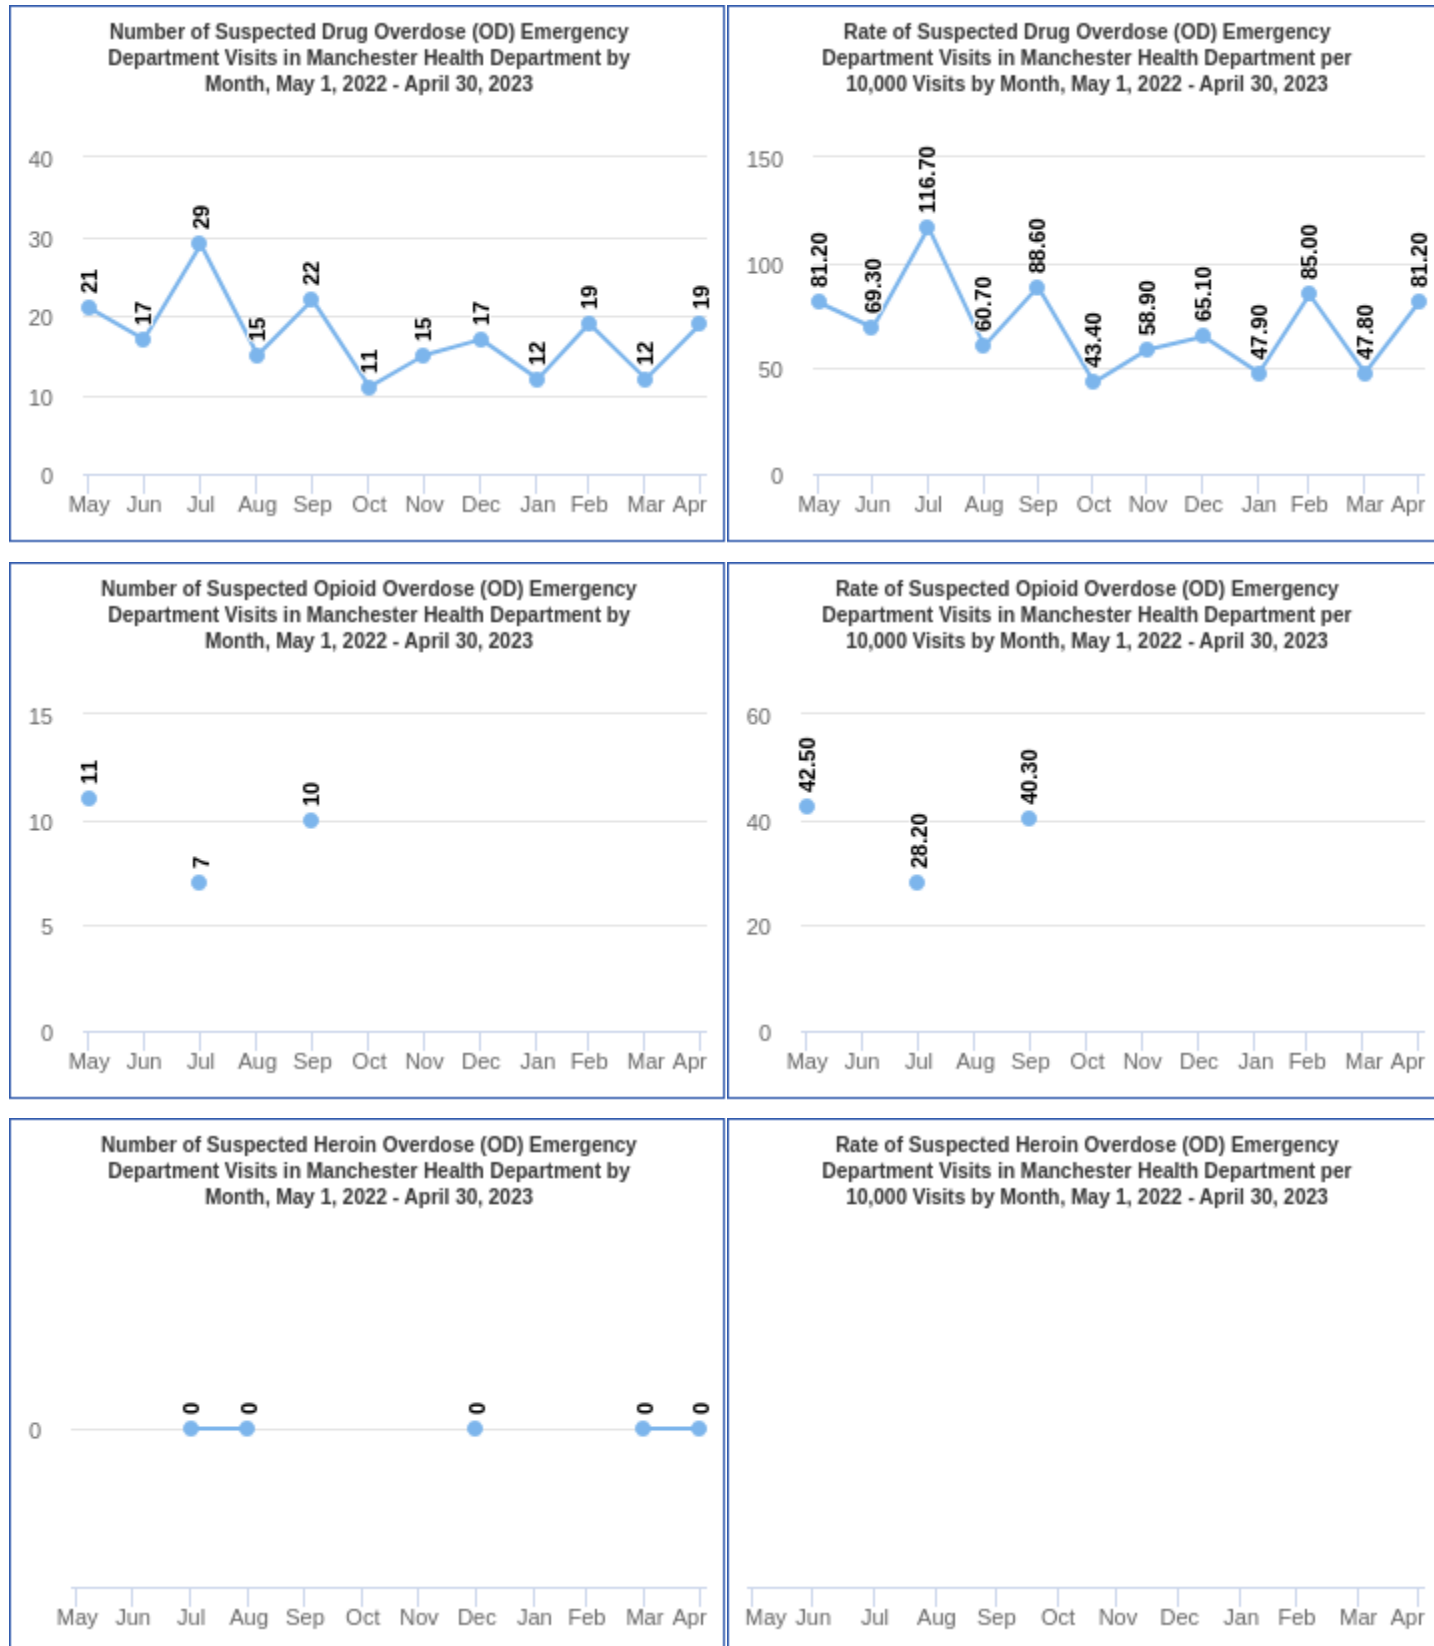 Number of Suspected Drug Overdose (OD) Emergency
Department Visits in Manchester Health Department by
Month, May 1, 2022 - April 30, 2023
40
30
20
10
0
21
17
29
15
22
11
15
17
12
19
12
19
May Jun Jul Aug Sep Oct Nov Dec Jan Feb Mar Apr
Rate of Suspected Drug Overdose (OD) Emergency
Department Visits in Manchester Health Department per
10,000 Visits by Month, May 1, 2022 - April 30, 2023
150
100
50
0
81.20
69.30
116.70
60.70
88.60
43.40
58.90
65.10
47.90
85.00
47.80
81.20
May Jun Jul Aug Sep Oct Nov Dec Jan Feb Mar Apr
Number of Suspected Opioid Overdose (OD) Emergency
Department Visits in Manchester Health Department by
Month, May 1, 2022 - April 30, 2023
15
10
5
0
11
7
10
May Jun Jul Aug Sep Oct Nov Dec Jan Feb Mar Apr
Rate of Suspected Opioid Overdose (OD) Emergency
Department Visits in Manchester Health Department per
10,000 Visits by Month, May 1, 2022 - April 30, 2023
60
40
20
0
42.50
28.20
40.30
May Jun Jul Aug Sep Oct Nov Dec Jan Feb Mar Apr
Number of Suspected Heroin Overdose (OD) Emergency
Department Visits in Manchester Health Department by
Month, May 1, 2022 - April 30, 2023
0
0
0
0
0
0
May Jun Jul Aug Sep Oct Nov Dec Jan Feb Mar Apr
Rate of Suspected Heroin Overdose (OD) Emergency
Department Visits in Manchester Health Department per
10,000 Visits by Month, May 1, 2022 - April 30, 2023
May Jun Jul Aug Sep Oct Nov Dec Jan Feb Mar Apr